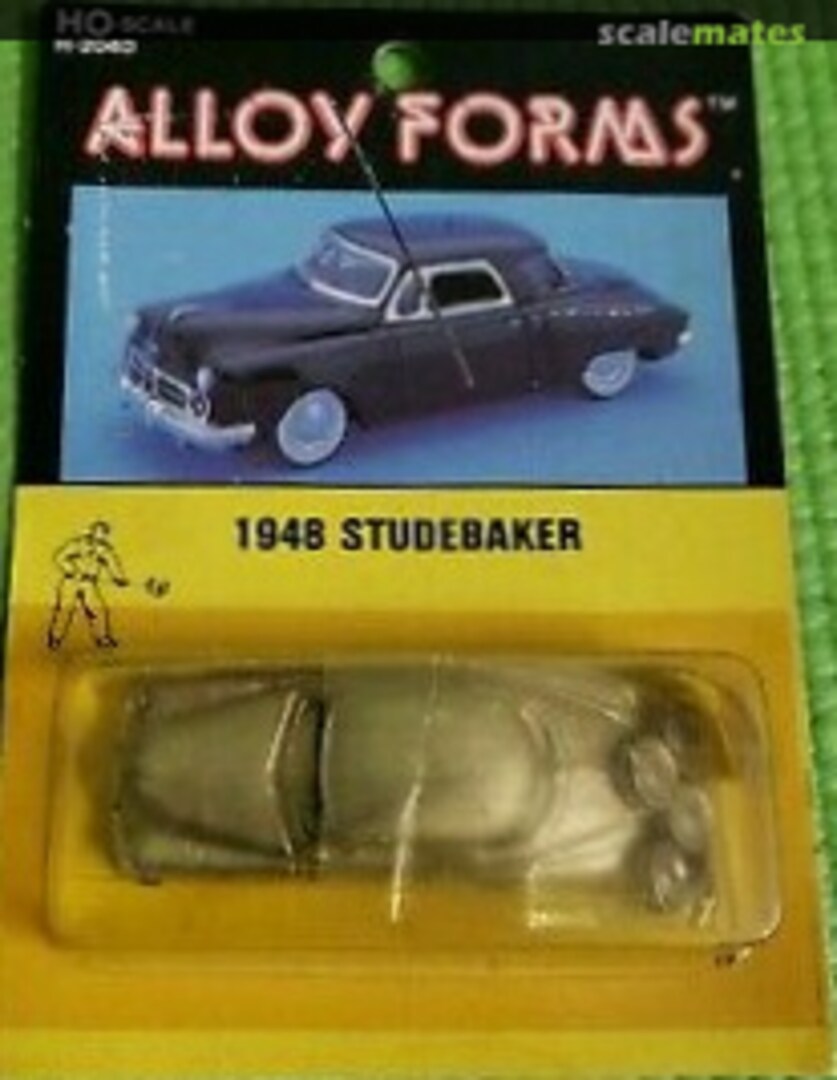 HO-SCALE
scalemates
ALLOY FORMS™
1948 STUDEBAKER